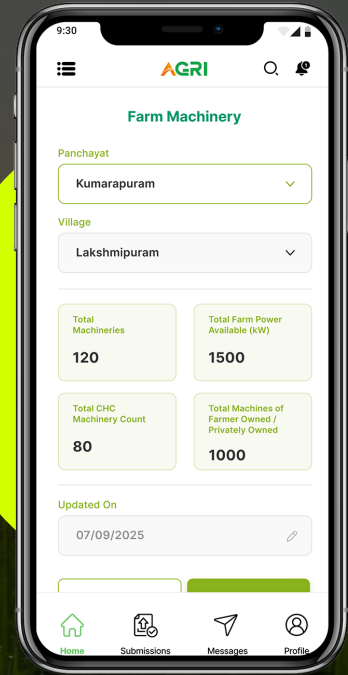 9:30
AGRI
Farm Machinery
Panchayat
Kumarapuram
Village
Lakshmipuram
Total
Machineries
120
Total Farm Power
Available (kW)
1500
Total CHC
Machinery Count
80
Total Machines of
Farmer Owned /
Privately Owned
1000
Updated On
07/09/2025
Home
Submissions
Messages
Profile